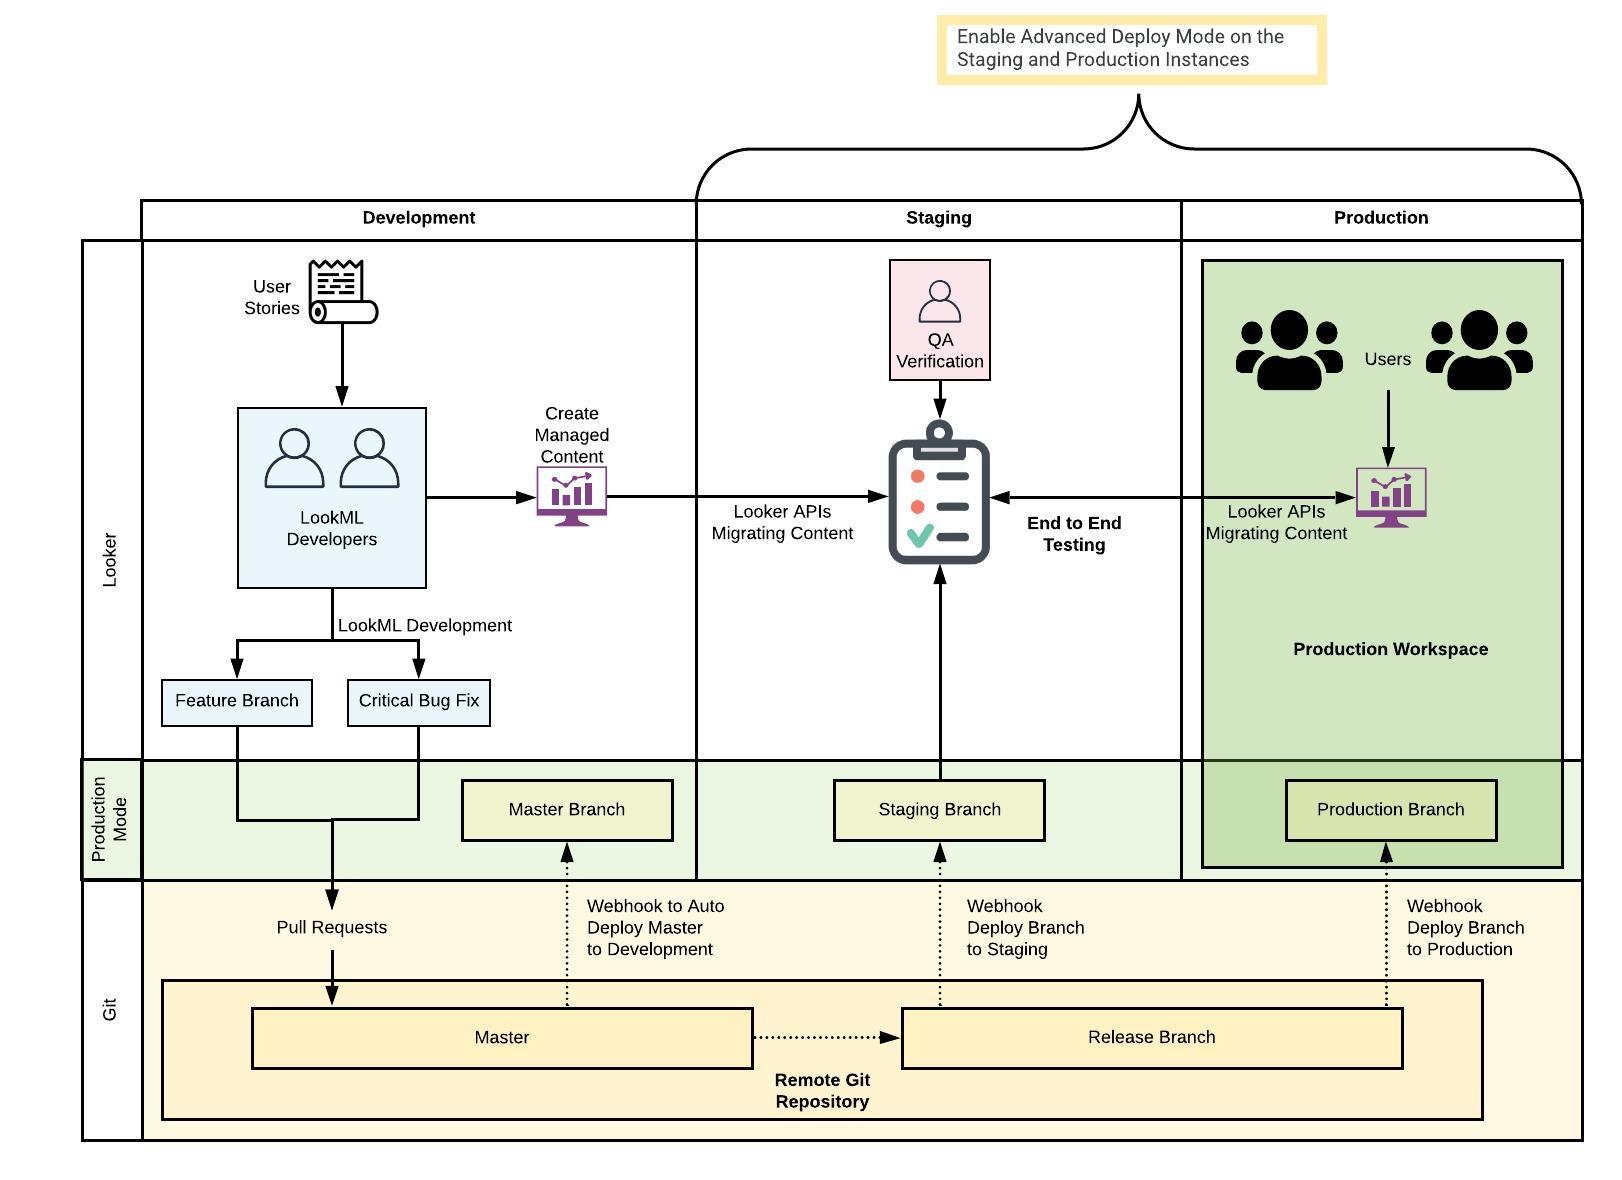 Enable Advanced Deploy Mode on the
Staging and Production Instances
Development
Staging
Production
User
Stories
QA
Verification
Users
Create
Managed
Content
LookML
Developers
Looker APIs
Migrating Content
End to End
Testing
Looker APIs
Migrating Content
Looker
LookML Development
Production Workspace
Feature Branch
Critical Bug Fix
Production
Mode
Master Branch
Staging Branch
Production Branch
Pull Requests
Webhook to Auto
Deploy Master
to Development
Webhook
Deploy Branch
to Staging
Webhook
Deploy Branch
to Production
Git
Master
Release Branch
Remote Git
Repository